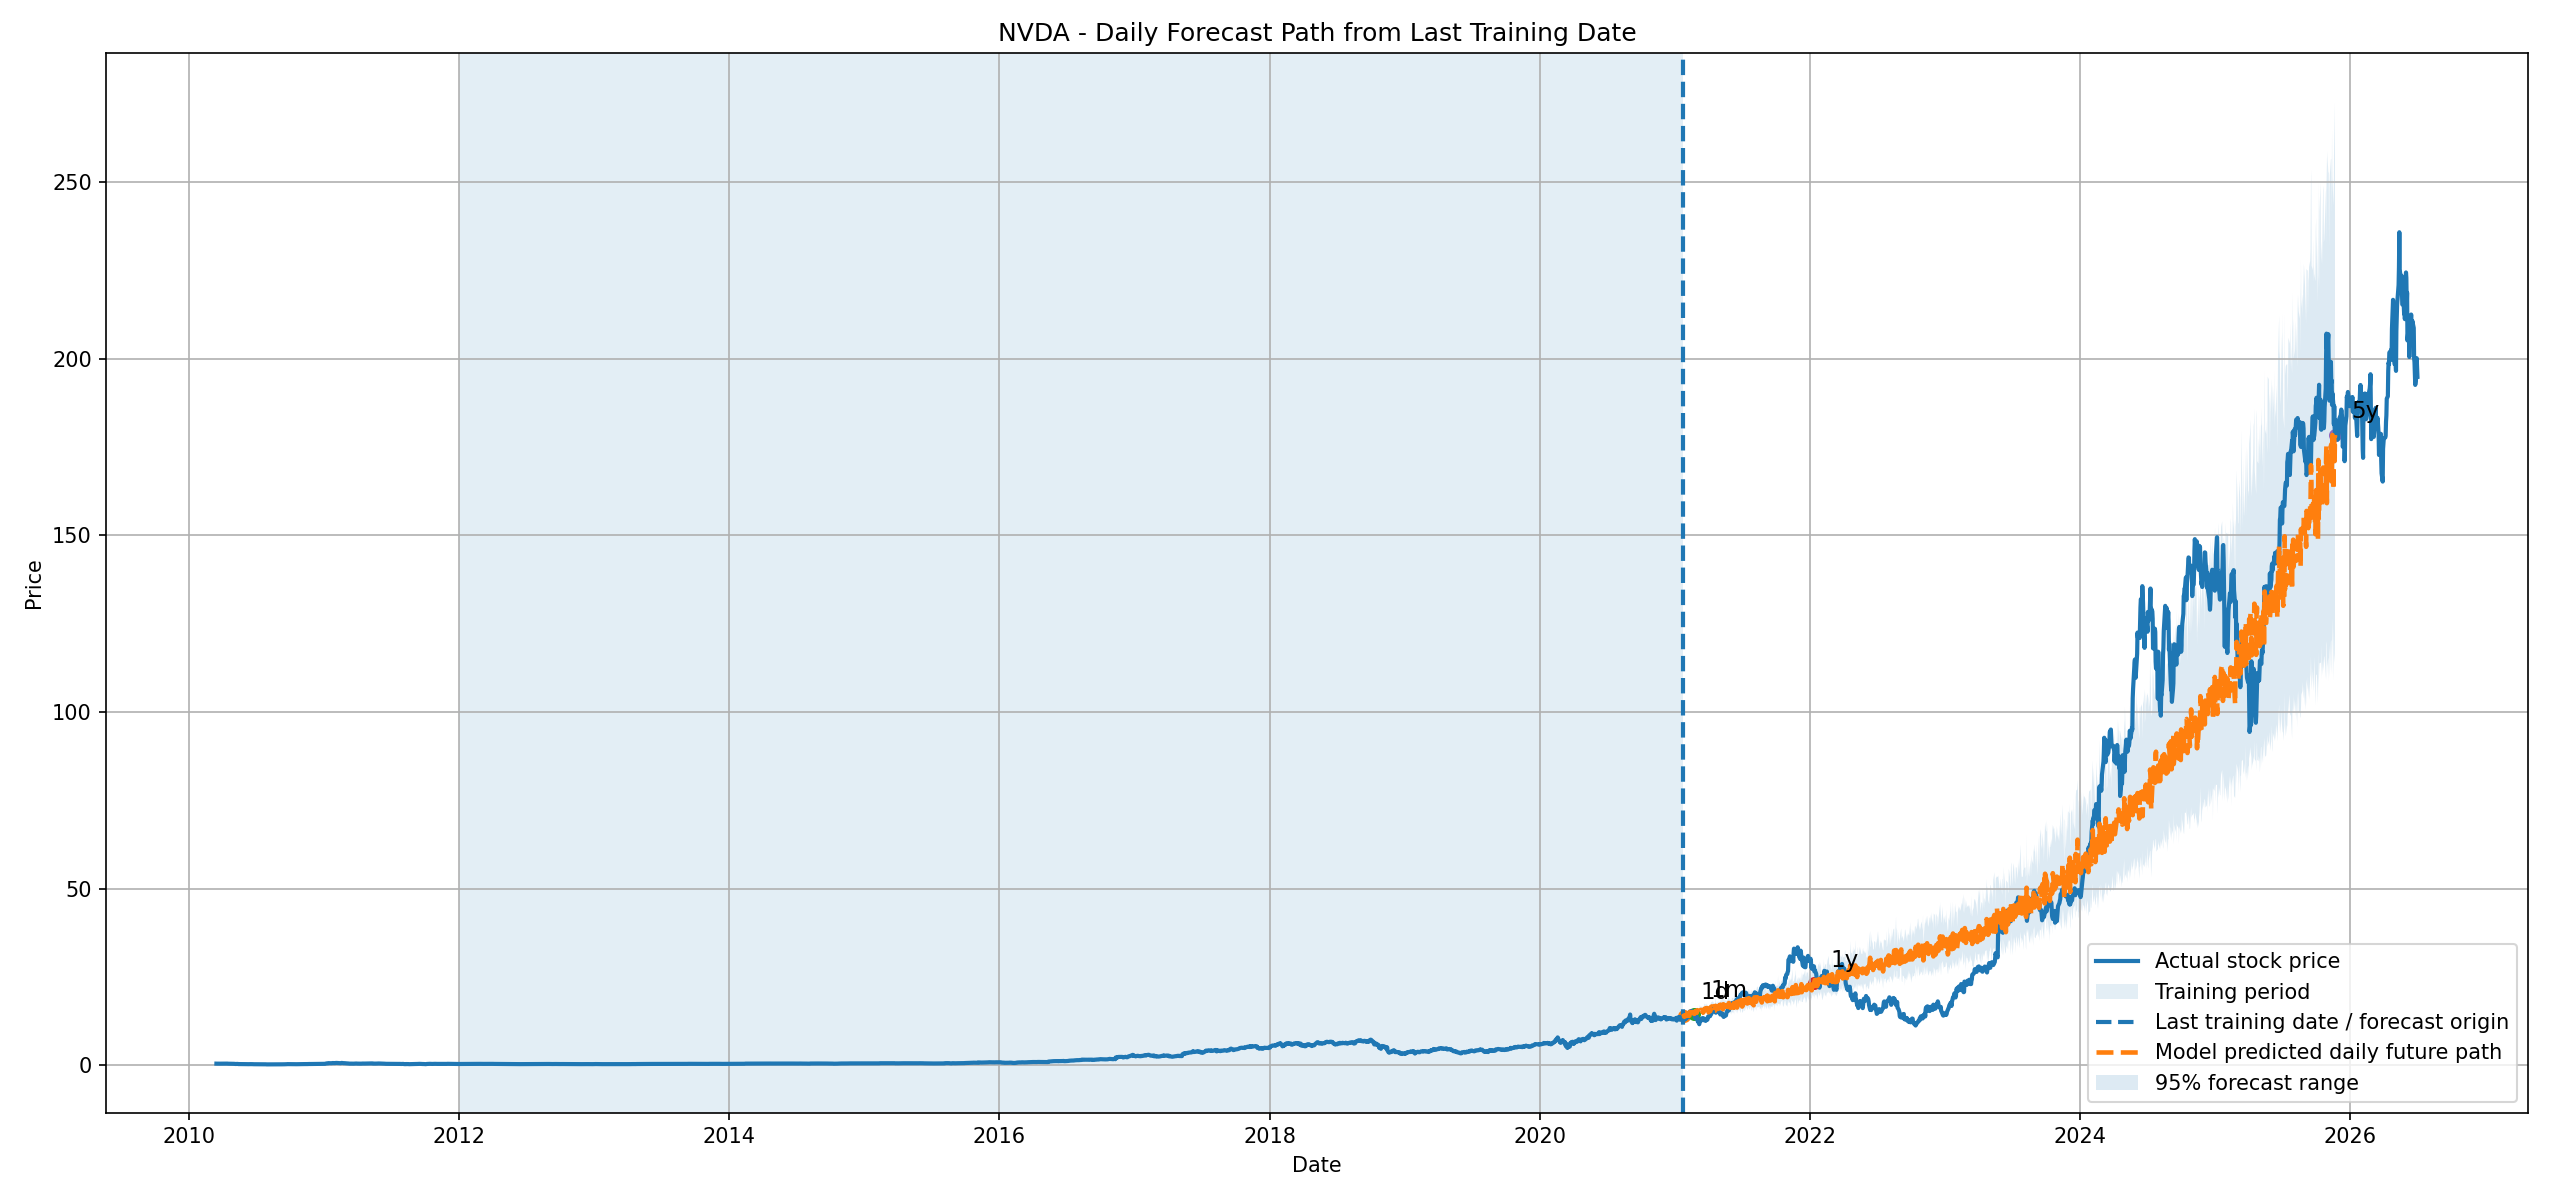 NVDA - Daily Forecast Path from Last Training Date
Price
250
200
150
100
50
0
5y
1y
1d
1m
Actual stock price
Training period
Last training date / forecast origin
Model predicted daily future path
95% forecast range
2010
2012
2014
2016
2018
2020
2022
2024
2026
Date